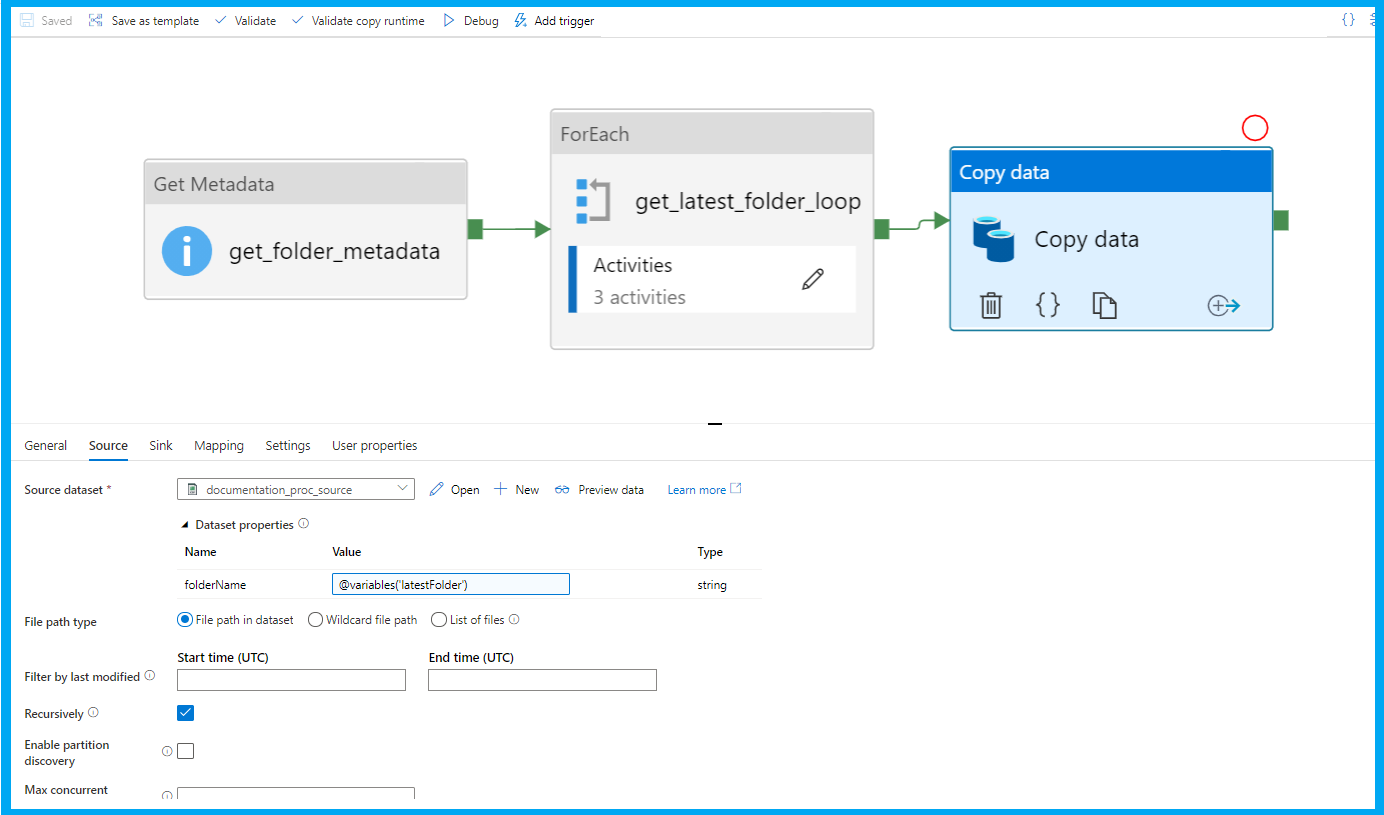 Saved Save as template Validate Validate copy runtime Debug Add trigger {}
Get Metadata
get_folder_metadata
ForEach
get_latest_folder_loop
Activities
3 activities
Copy data
Copy data
{}
General Source Sink Mapping Settings User properties
Source dataset * documentation_proc_source Open New Preview data Learn more
Dataset properties
Name Value Type
folderName @variables('latestFolder') string
File path type File path in dataset Wildcard file path List of files
Start time (UTC) End time (UTC)
Filter by last modified
Recursively
Enable partition
discovery
Max concurrent